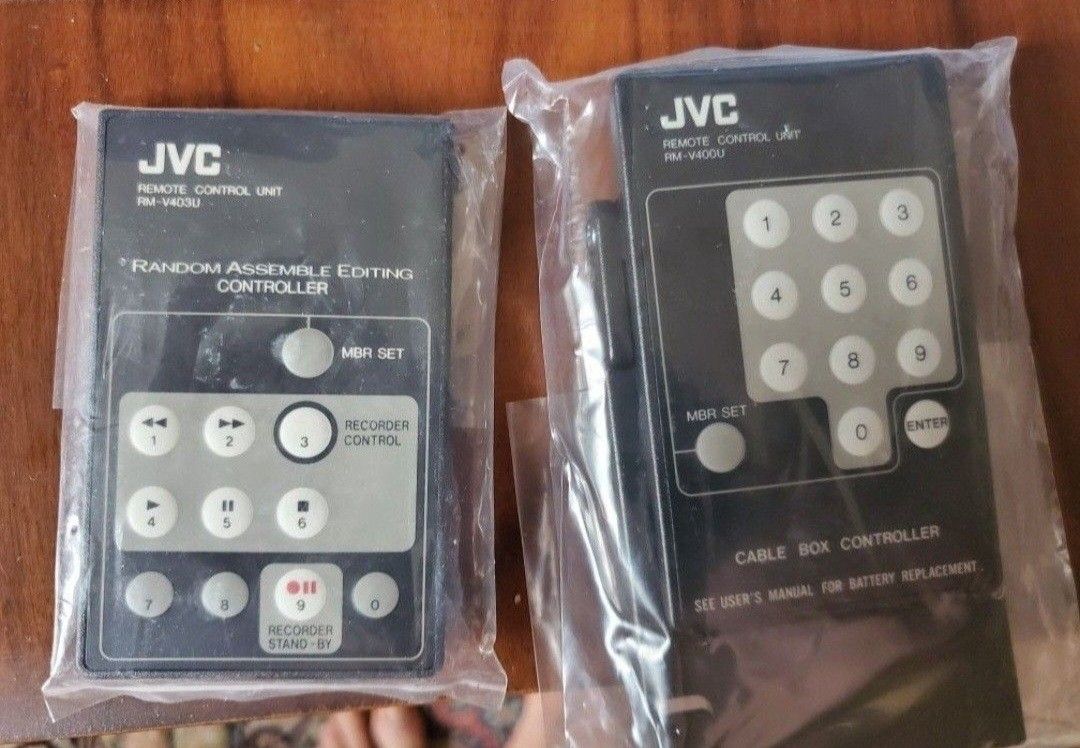 JVC
REMOTE CONTROL UNIT
RM-V403U
RANDOM ASSEMBLE EDITING
CONTROLLER
MBR SET
1
2
3
RECORDER
CONTROL
4
5
6
7
8
9
0
RECORDER
STAND-BY
JVC
REMOTE CONTROL UNIT
RM-V400U
1
2
3
4
5
6
7
8
9
MBR SET
0
ENTER
CABLE BOX CONTROLLER
SEE USER'S MANUAL FOR BATTERY REPLACEMENT.